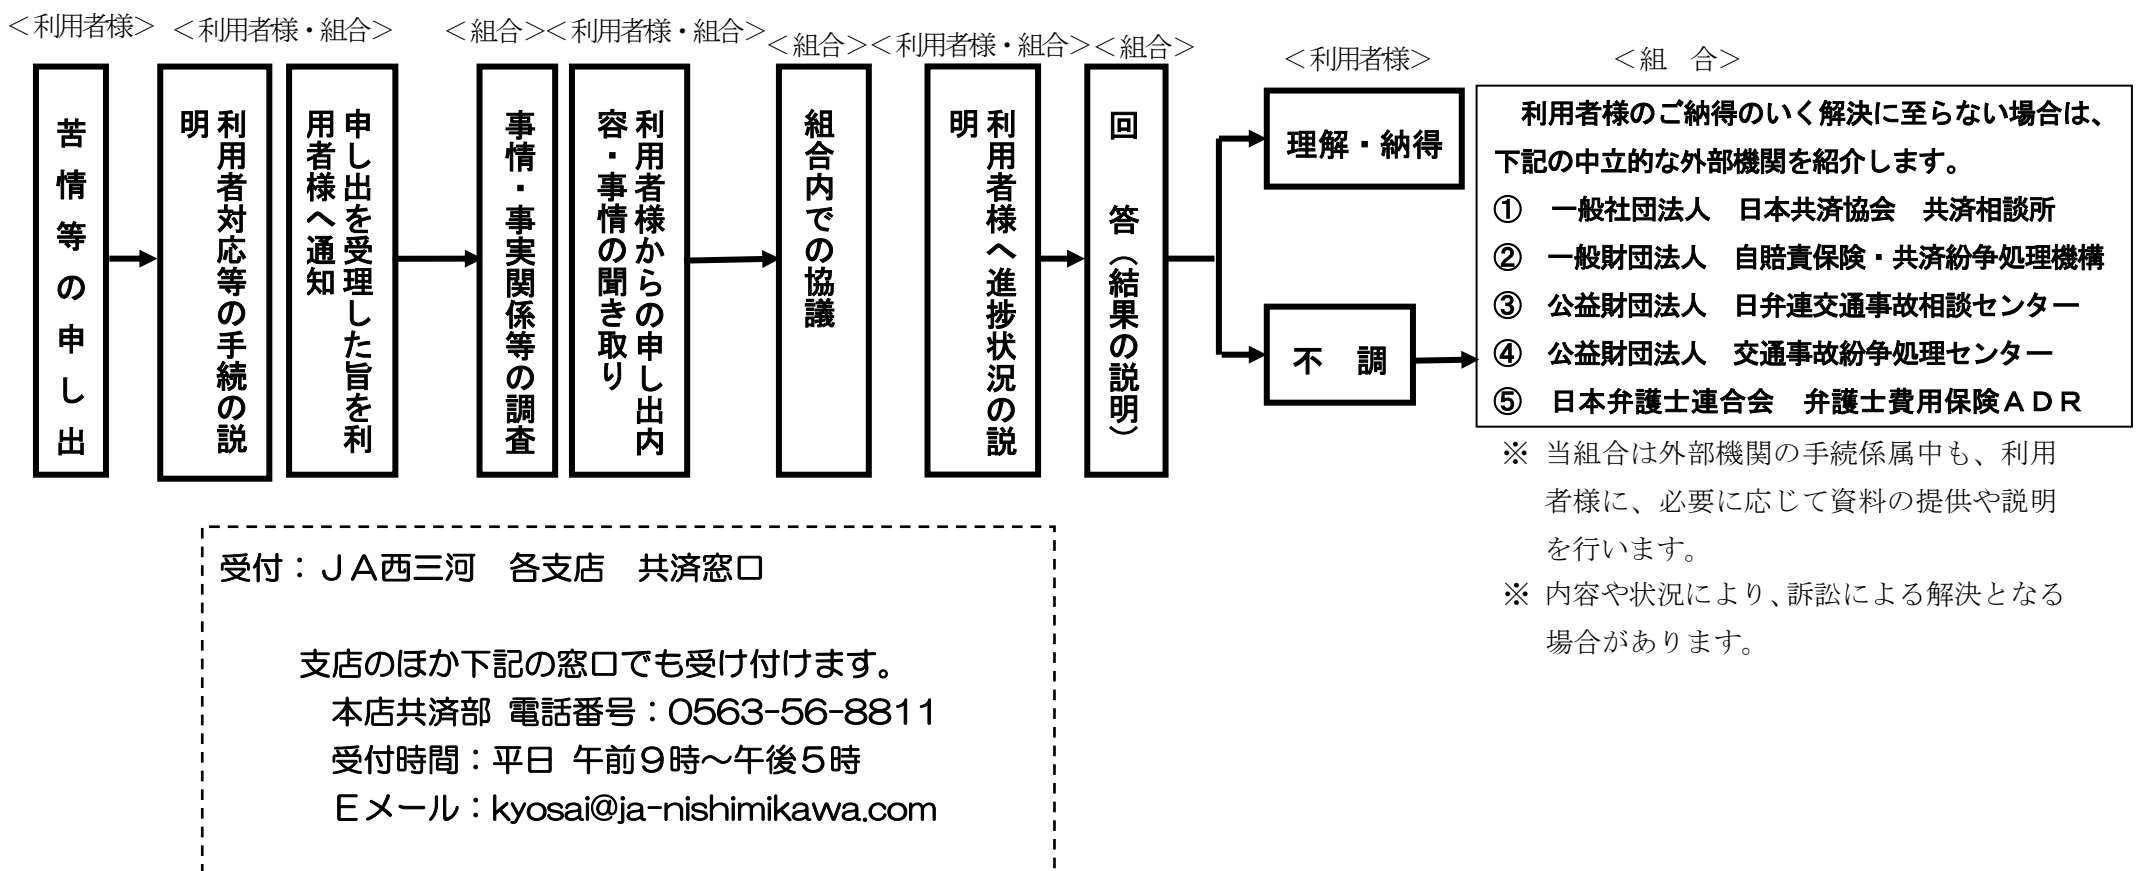 ＜利用者様＞
＜利用者様・組合＞
＜組合＞
＜利用者様・組合＞
＜組合＞
＜利用者様・組合＞
＜組合＞
＜利用者様＞
＜組　合＞
苦情等の申し出
利用者対応等の手続の説
明
申し出を受理した旨を利
用者様へ通知
事情・事実関係等の調査
利用者様からの申し出内
容・事情の聞き取り
組合内での協議
利用者様へ進捗状況の説
明
回　答（結果の説明）
理解・納得
不　調
利用者様のご納得のいく解決に至らない場合は、
下記の中立的な外部機関を紹介します。
①　一般社団法人　日本共済協会　共済相談所
②　一般財団法人　自賠責保険・共済紛争処理機構
③　公益財団法人　日弁連交通事故相談センター
④　公益財団法人　交通事故紛争処理センター
⑤　日本弁護士連合会　弁護士費用保険ＡＤＲ
※ 当組合は外部機関の手続係属中も、利用
者様に、必要に応じて資料の提供や説明
を行います。
※ 内容や状況により、訴訟による解決となる
場合があります。
受付：ＪＡ西三河　各支店　共済窓口
支店のほか下記の窓口でも受け付けます。
本店共済部 電話番号：0563-56-8811
受付時間：平日 午前９時～午後５時
Ｅメール：kyosai@ja-nishimikawa.com